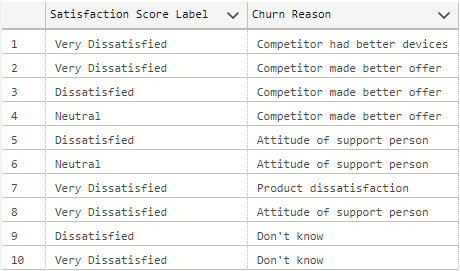 Satisfaction Score Label Churn Reason
1 Very Dissatisfied Competitor had better devices
2 Very Dissatisfied Competitor made better offer
3 Dissatisfied Competitor made better offer
4 Neutral Competitor made better offer
5 Dissatisfied Attitude of support person
6 Neutral Attitude of support person
7 Very Dissatisfied Product dissatisfaction
8 Very Dissatisfied Attitude of support person
9 Dissatisfied Don't know
10 Very Dissatisfied Don't know